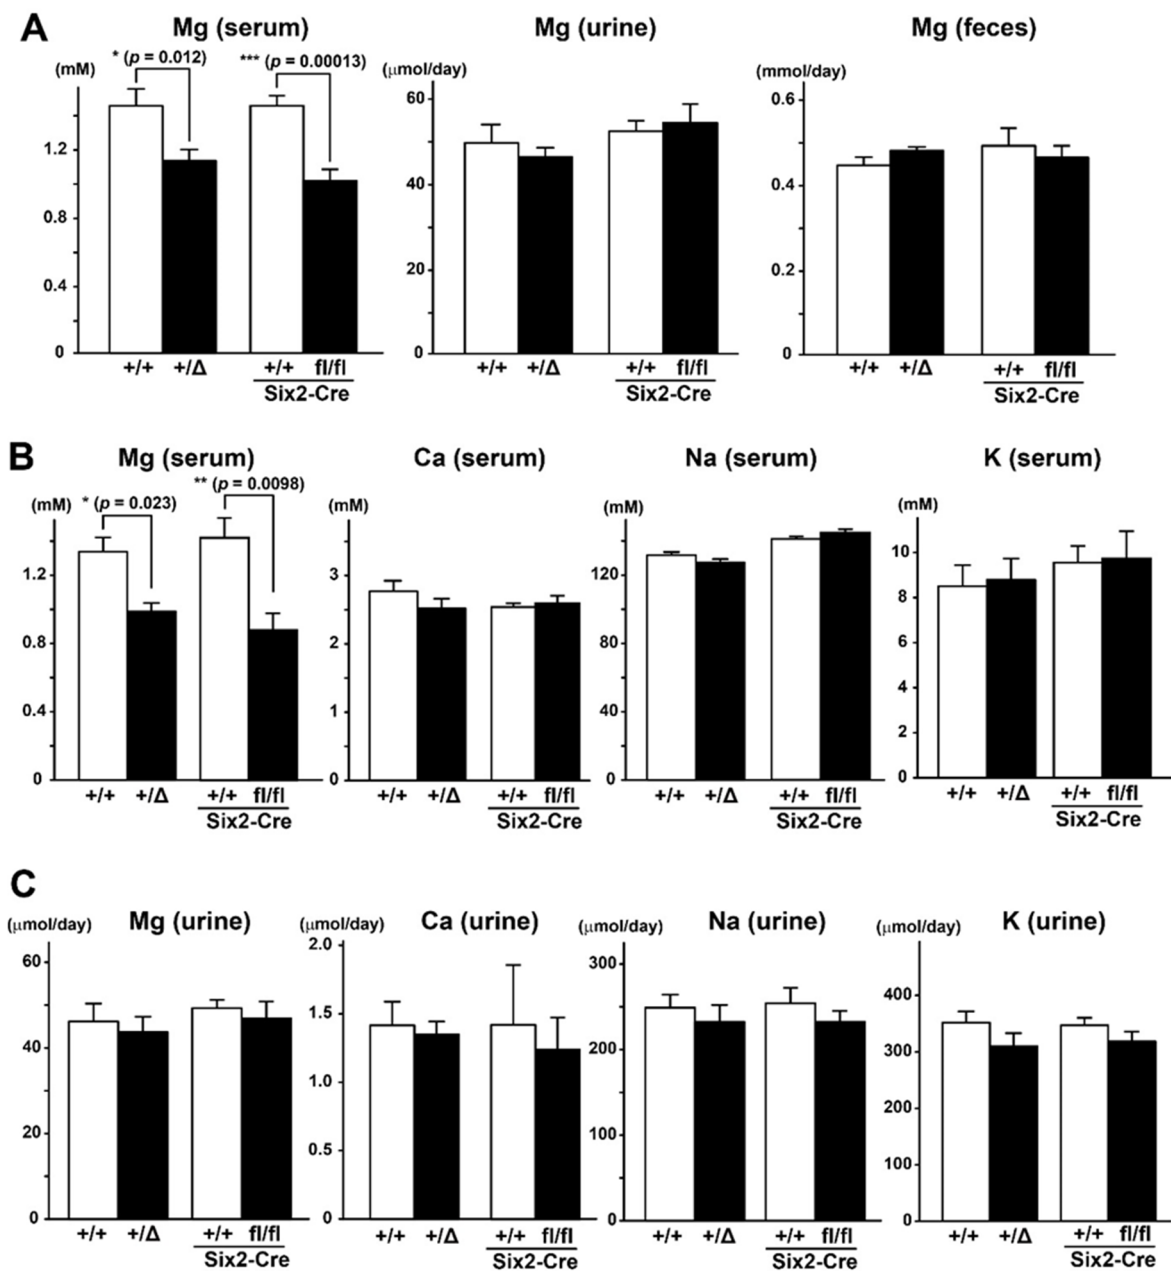 A
Mg (serum)
Mg (urine)
Mg (feces)
* (p = 0.012)
*** (p = 0.00013)
(mM)
(μmol/day)
(mmol/day)
1.2
0.8
0.4
0
60
40
20
0
0.6
0.4
0.2
0
+/+ +/Δ +/+ fl/fl
Six2-Cre
+/+ +/Δ +/+ fl/fl
Six2-Cre
+/+ +/Δ +/+ fl/fl
Six2-Cre
B
Mg (serum)
Ca (serum)
Na (serum)
K (serum)
** (p = 0.0098)
* (p = 0.023)
(mM)
(mM)
(mM)
(mM)
1.2
0.8
0.4
0
3
2
1
0
120
80
40
0
10
8
6
4
2
0
+/+ +/Δ +/+ fl/fl
Six2-Cre
+/+ +/Δ +/+ fl/fl
Six2-Cre
+/+ +/Δ +/+ fl/fl
Six2-Cre
+/+ +/Δ +/+ fl/fl
Six2-Cre
C
Mg (urine)
Ca (urine)
Na (urine)
K (urine)
(μmol/day)
(μmol/day)
(μmol/day)
(μmol/day)
60
40
20
0
2.0
1.5
1.0
0.5
0
300
200
100
0
400
300
200
100
0
+/+ +/Δ +/+ fl/fl
Six2-Cre
+/+ +/Δ +/+ fl/fl
Six2-Cre
+/+ +/Δ +/+ fl/fl
Six2-Cre
+/+ +/Δ +/+ fl/fl
Six2-Cre